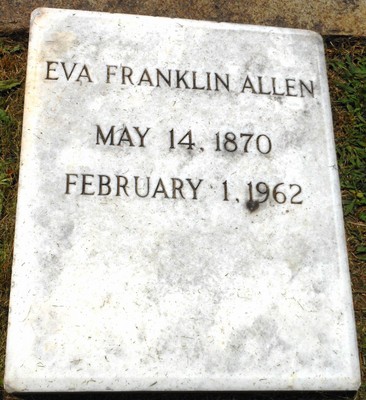 EVA FRANKLIN ALLEN
MAY 14, 1870
FEBRUARY 1, 1962